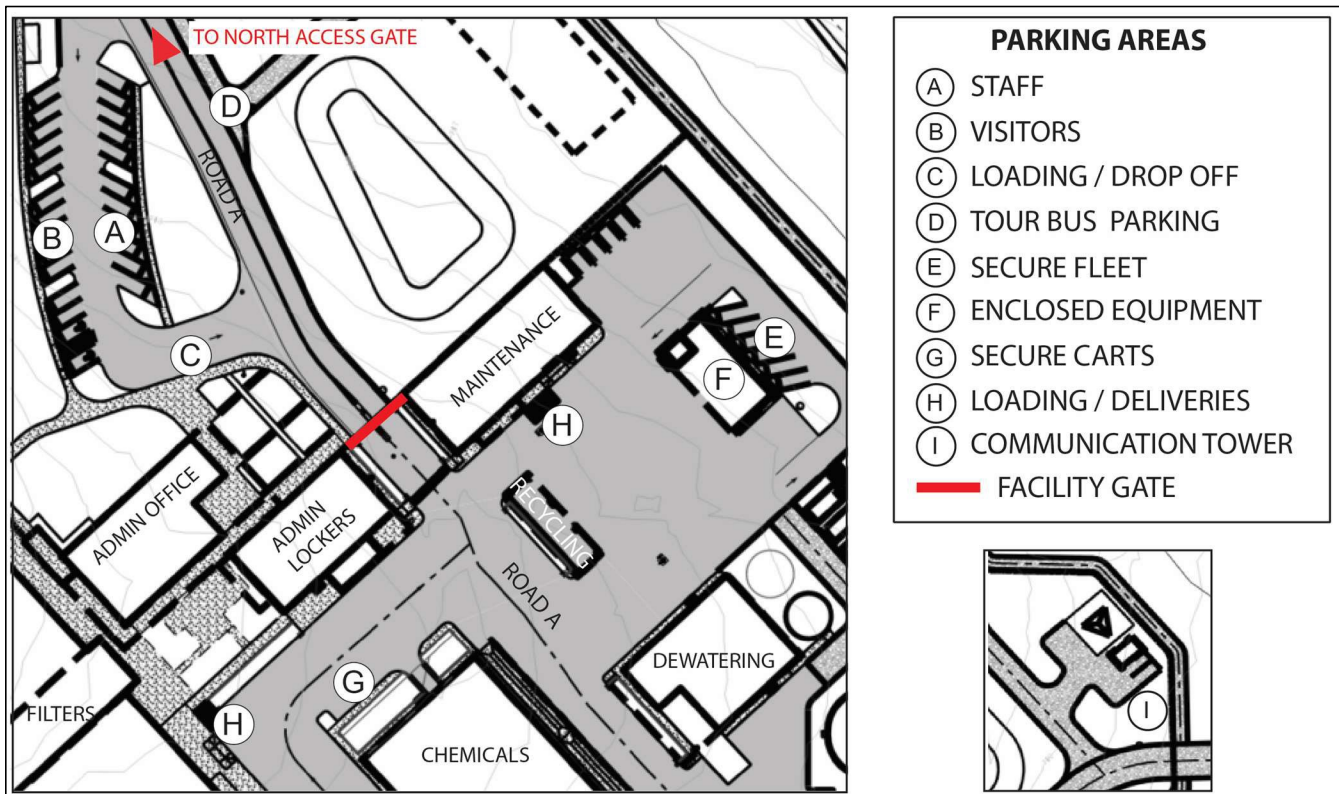 TO NORTH ACCESS GATE
D
ROAD A
B
A
C
MAINTENANCE
E
F
H
RECYCLING
ADMIN OFFICE
ADMIN
LOCKERS
ROAD A
DEWATERING
G
FILTERS
H
CHEMICALS
PARKING AREAS
A STAFF
B VISITORS
C LOADING / DROP OFF
D TOUR BUS PARKING
E SECURE FLEET
F ENCLOSED EQUIPMENT
G SECURE CARTS
H LOADING / DELIVERIES
I COMMUNICATION TOWER
FACILITY GATE
I